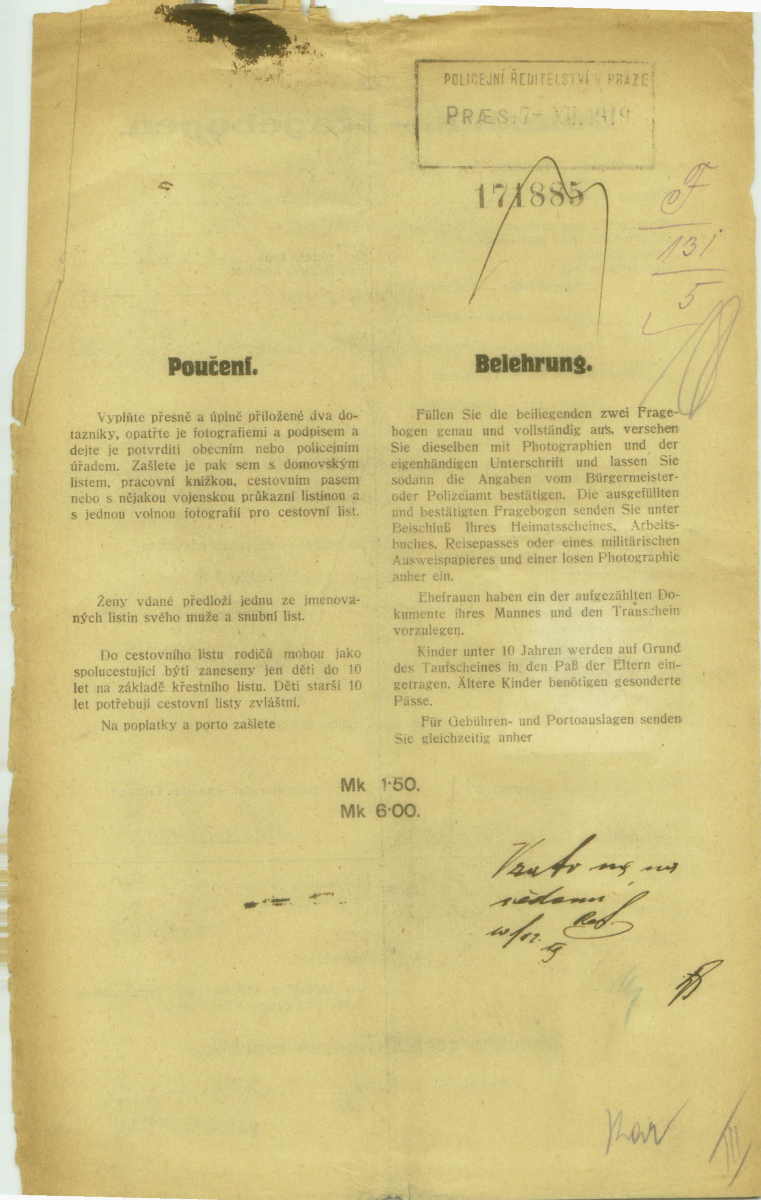 POLICEJNÍ ŘEDITELSTVÍ V PRAZE
PRÆS. 7- XII. 1919
171885
F
131
5
Poučení.
Vyplňte přesně a úplně přiložené dva do-
tazníky, opatřte je fotografiemi a podpisem a
dejte je potvrditi obecním nebo policejním
úřadem. Zašlete je pak sem s domovským
listem, pracovní knížkou, cestovním pasem
nebo s nějakou vojenskou průkazní listinou a
s jednou volnou fotografií pro cestovní list.
Ženy vdané předloží jednu ze jmenova-
ných listin svého muže a snubní list.
Do cestovního listu rodičů mohou jako
spolucestující býti zaneseny jen děti do 10
let na základě křestního listu. Děti starší 10
let potřebují cestovní listy zvláštní.
Na poplatky a porto zašlete
Belehrung.
Füllen Sie die beiliegenden zwei Frage-
bogen genau und vollständig aus, versehen
Sie dieselben mit Photographien und der
eigenhändigen Unterschrift und lassen Sie
sodann die Angaben vom Bürgermeister-
oder Polizeiamt bestätigen. Die ausgefüllten
und bestätigten Fragebogen senden Sie unter
Beischluß Ihres Heimatsscheines, Arbeits-
buches, Reisepasses oder eines militärischen
Ausweispapieres und einer losen Photographie
anher ein.
Ehefrauen haben ein der aufgezählten Do-
kumente ihres Mannes und den Trauschein
vorzulegen.
Kinder unter 10 Jahren werden auf Grund
des Taufscheines in den Paß der Eltern ein-
getragen. Ältere Kinder benötigen gesonderte
Pässe.
Für Gebühren- und Portoauslagen senden
Sie gleichzeitig anher
Mk 1·50.
Mk 6·00.
Vzato na
vědomí